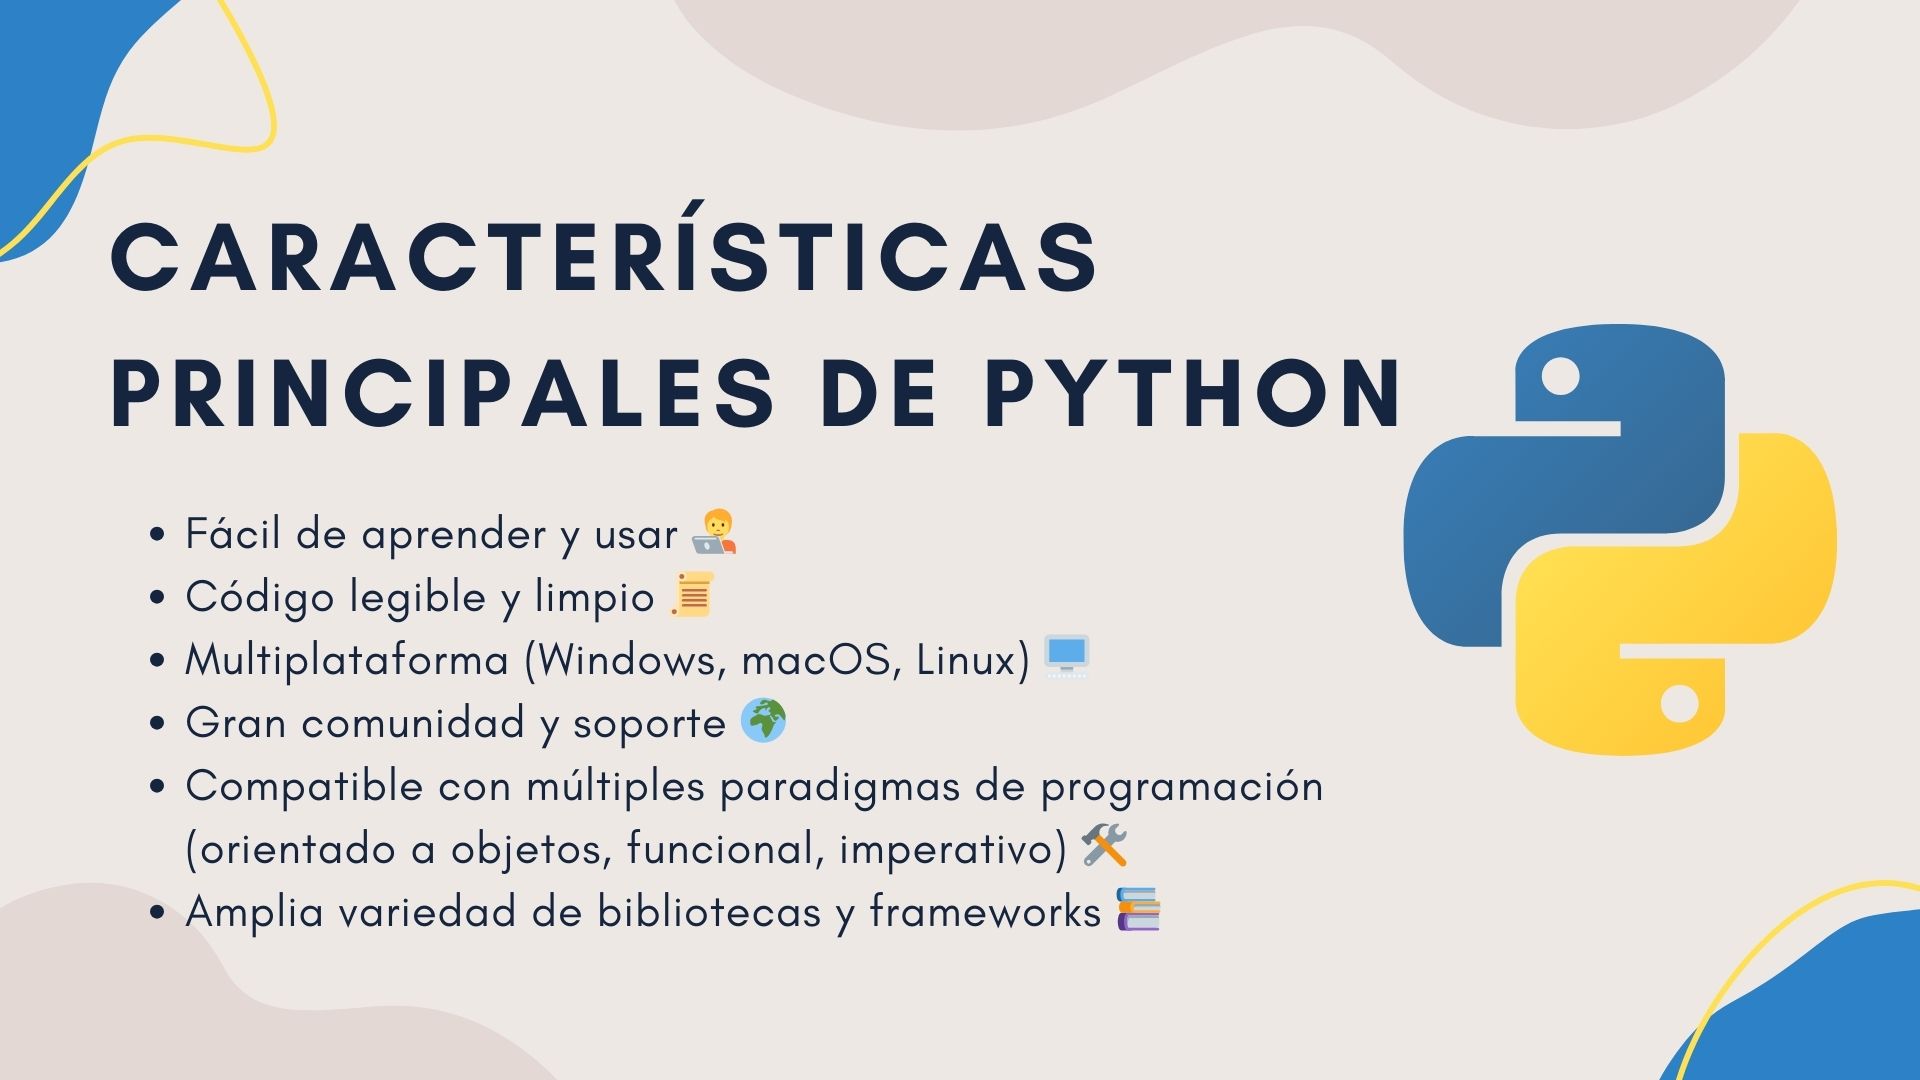 CARACTERÍSTICAS
PRINCIPALES DE PYTHON
• Fácil de aprender y usar 🧑‍💻
• Código legible y limpio 📜
• Multiplataforma (Windows, macOS, Linux) 🖥️
• Gran comunidad y soporte 🌍
• Compatible con múltiples paradigmas de programación
(orientado a objetos, funcional, imperativo) 🛠️
• Amplia variedad de bibliotecas y frameworks 📚